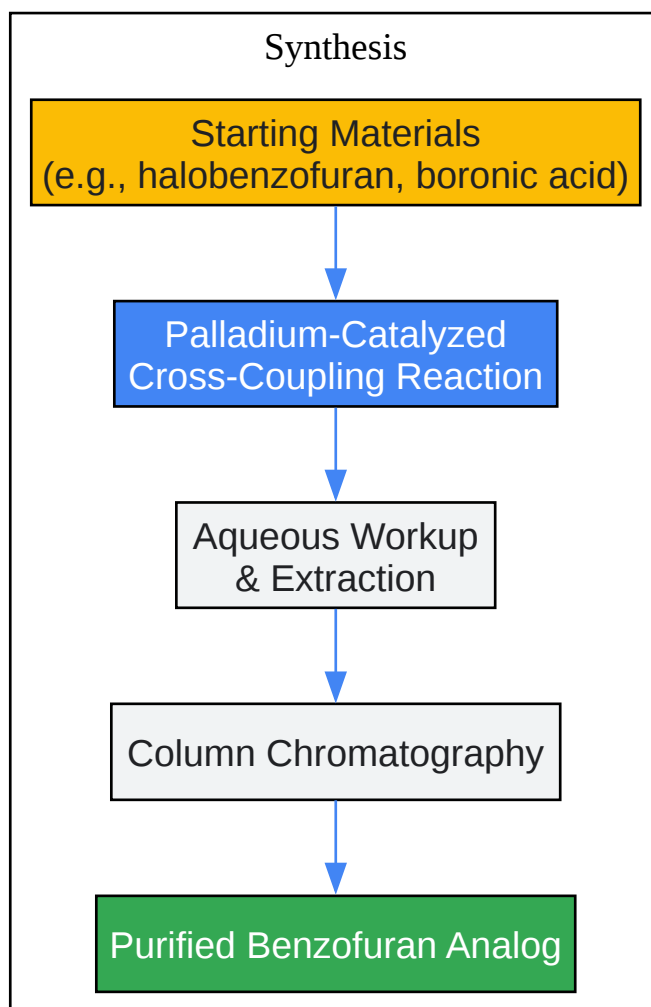 Synthesis
Starting Materials
(e.g., halobenzofuran, boronic acid)
Palladium-Catalyzed
Cross-Coupling Reaction
Aqueous Workup
& Extraction
Column Chromatography
Purified Benzofuran Analog